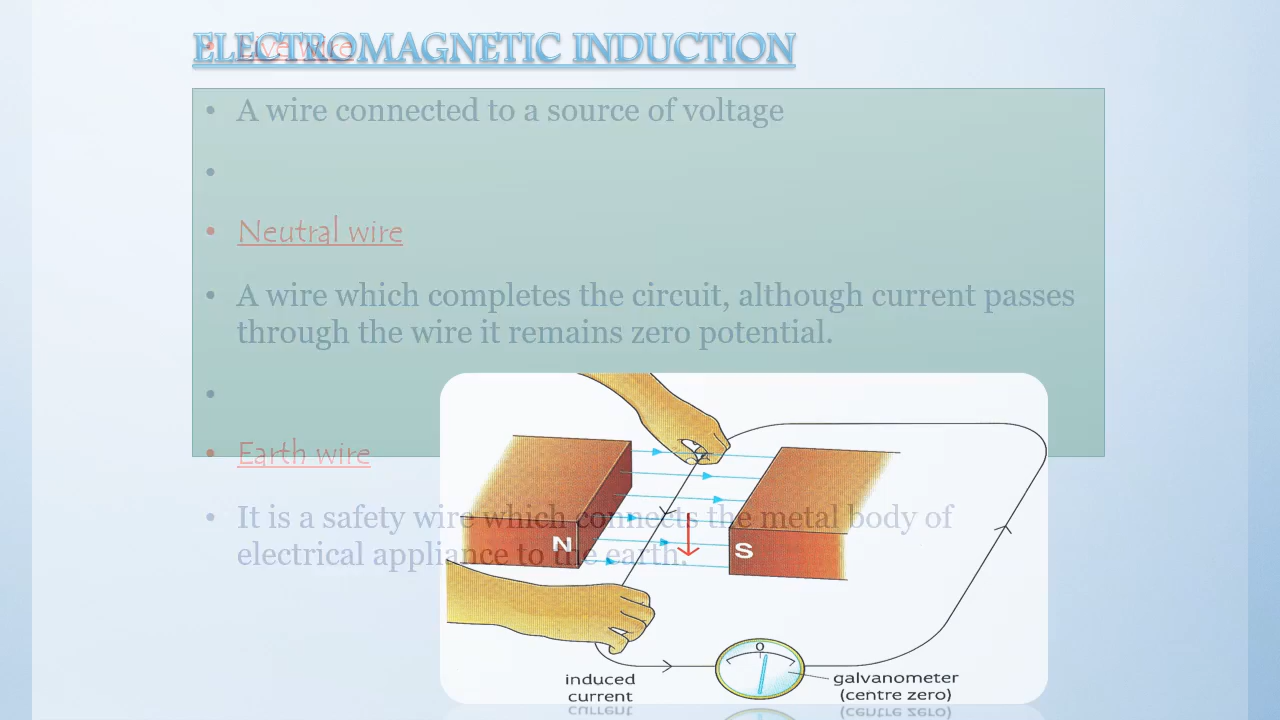 ELECTROMAGNETIC INDUCTION
• Live wire
• A wire connected to a source of voltage
•
• Neutral wire
• A wire which completes the circuit, although current passes
through the wire it remains zero potential.
•
• Earth wire
• It is a safety wire which connects the metal body of
electrical appliance to the earth.
N
S
0
induced
current
galvanometer
(centre zero)